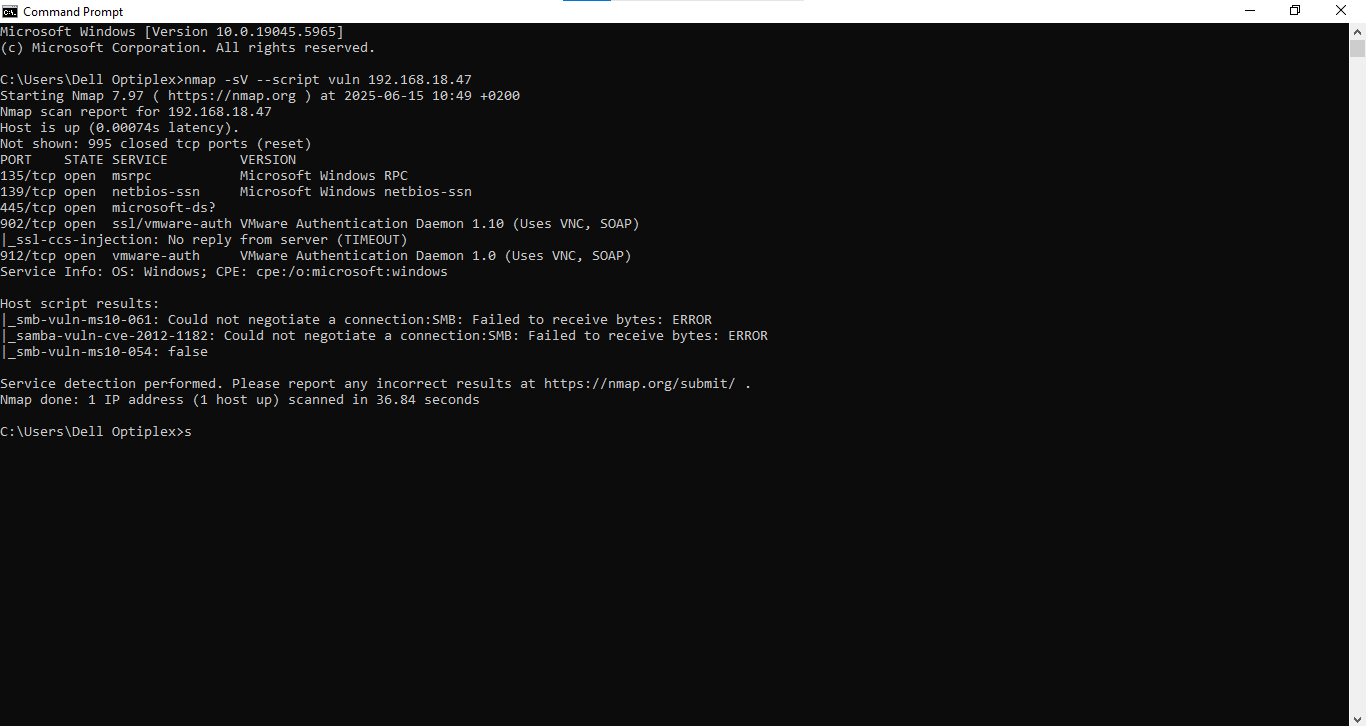 Command Prompt
Microsoft Windows [Version 10.0.19045.5965]
(c) Microsoft Corporation. All rights reserved.
C:\Users\Dell Optiplex>nmap -sV --script vuln 192.168.18.47
Starting Nmap 7.97 ( https://nmap.org ) at 2025-06-15 10:49 +0200
Nmap scan report for 192.168.18.47
Host is up (0.00074s latency).
Not shown: 995 closed tcp ports (reset)
PORT    STATE SERVICE         VERSION
135/tcp open  msrpc           Microsoft Windows RPC
139/tcp open  netbios-ssn     Microsoft Windows netbios-ssn
445/tcp open  microsoft-ds?
902/tcp open  ssl/vmware-auth VMware Authentication Daemon 1.10 (Uses VNC, SOAP)
|_ssl-ccs-injection: No reply from server (TIMEOUT)
912/tcp open  vmware-auth     VMware Authentication Daemon 1.0 (Uses VNC, SOAP)
Service Info: OS: Windows; CPE: cpe:/o:microsoft:windows
Host script results:
|_smb-vuln-ms10-061: Could not negotiate a connection:SMB: Failed to receive bytes: ERROR
|_samba-vuln-cve-2012-1182: Could not negotiate a connection:SMB: Failed to receive bytes: ERROR
|_smb-vuln-ms10-054: false
Service detection performed. Please report any incorrect results at https://nmap.org/submit/ .
Nmap done: 1 IP address (1 host up) scanned in 36.84 seconds
C:\Users\Dell Optiplex>s